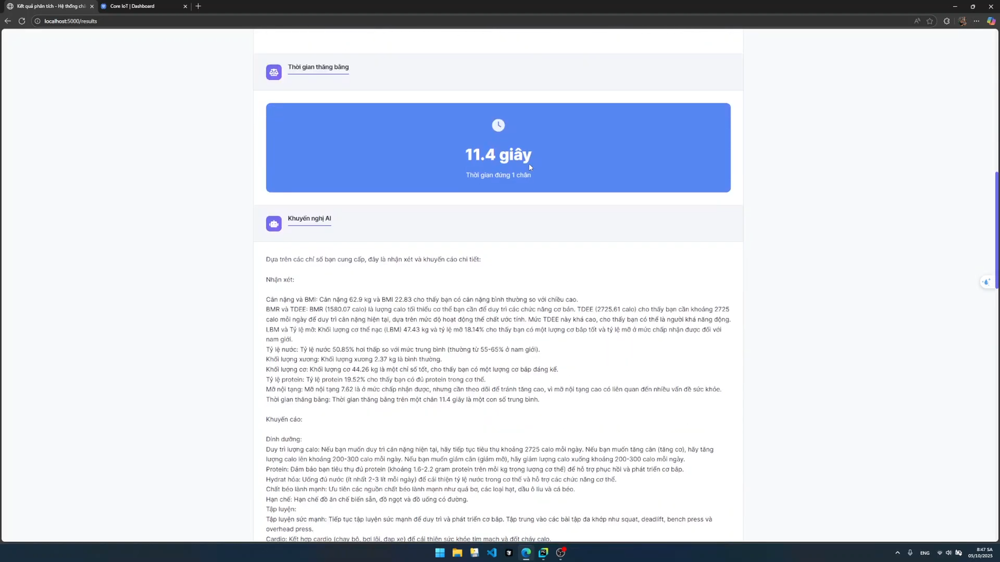 Kết quả phân tích - Hệ thống chă
Core IoT | Dashboard
localhost:5000/results
Thời gian thăng bằng
11.4 giây
Thời gian đứng 1 chân
Khuyến nghị AI
Dựa trên các chỉ số bạn cung cấp, đây là nhận xét và khuyến cáo chi tiết:
Nhận xét:
Cân nặng và BMI: Cân nặng 62.9 kg và BMI 22.83 cho thấy bạn có cân nặng bình thường so với chiều cao.
BMR và TDEE: BMR (1580.07 calo) là lượng calo tối thiểu cơ thể bạn cần để duy trì các chức năng cơ bản. TDEE (2725.61 calo) cho thấy bạn cần khoảng 2725
calo mỗi ngày để duy trì cân nặng hiện tại, dựa trên mức độ hoạt động thể chất ước tính. Mức TDEE này khá cao, cho thấy bạn có thể là người khá năng động.
LBM và Tỷ lệ mỡ: Khối lượng cơ thể nạc (LBM) 47.43 kg và tỷ lệ mỡ 18.14% cho thấy bạn có một lượng cơ bắp tốt và tỷ lệ mỡ ở mức chấp nhận được đối với
nam giới.
Tỷ lệ nước: Tỷ lệ nước 50.85% hơi thấp so với mức trung bình (thường từ 55-65% ở nam giới).
Khối lượng xương: Khối lượng xương 2.37 kg là bình thường.
Khối lượng cơ: Khối lượng cơ 44.26 kg là một chỉ số tốt, cho thấy bạn có một lượng cơ bắp đáng kể.
Tỷ lệ protein: Tỷ lệ protein 19.52% cho thấy bạn có đủ protein trong cơ thể.
Mỡ nội tạng: Mỡ nội tạng 7.62 là ở mức chấp nhận được, nhưng cần theo dõi để tránh tăng cao, vì mỡ nội tạng cao có liên quan đến nhiều vấn đề sức khỏe.
Thời gian thăng bằng: Thời gian thăng bằng trên một chân 11.4 giây là một con số trung bình.
Khuyến cáo:
Dinh dưỡng:
Duy trì lượng calo: Nếu bạn muốn duy trì cân nặng hiện tại, hãy tiếp tục tiêu thụ khoảng 2725 calo mỗi ngày. Nếu bạn muốn tăng cân (tăng cơ), hãy tăng
lượng calo lên khoảng 200-300 calo mỗi ngày. Nếu bạn muốn giảm cân (giảm mỡ), hãy giảm lượng calo xuống khoảng 200-300 calo mỗi ngày.
Protein: Đảm bảo bạn tiêu thụ đủ protein (khoảng 1.6-2.2 gram protein trên mỗi kg trọng lượng cơ thể) để hỗ trợ phục hồi và phát triển cơ bắp.
Hydrat hóa: Uống đủ nước (ít nhất 2-3 lít mỗi ngày) để cải thiện tỷ lệ nước trong cơ thể và hỗ trợ các chức năng cơ thể.
Chất béo lành mạnh: Ưu tiên các nguồn chất béo lành mạnh như quả bơ, các loại hạt, dầu ô liu và cá béo.
Hạn chế: Hạn chế đồ ăn chế biến sẵn, đồ ngọt và đồ uống có đường.
Tập luyện:
Tập luyện sức mạnh: Tiếp tục tập luyện sức mạnh để duy trì và phát triển cơ bắp. Tập trung vào các bài tập đa khớp như squat, deadlift, bench press và
overhead press.
Cardio: Kết hợp cardio (chạy bộ, bơi lội, đạp xe) để cải thiện sức khỏe tim mạch và đốt cháy calo.
ENG
8:47 SA
05/10/2025